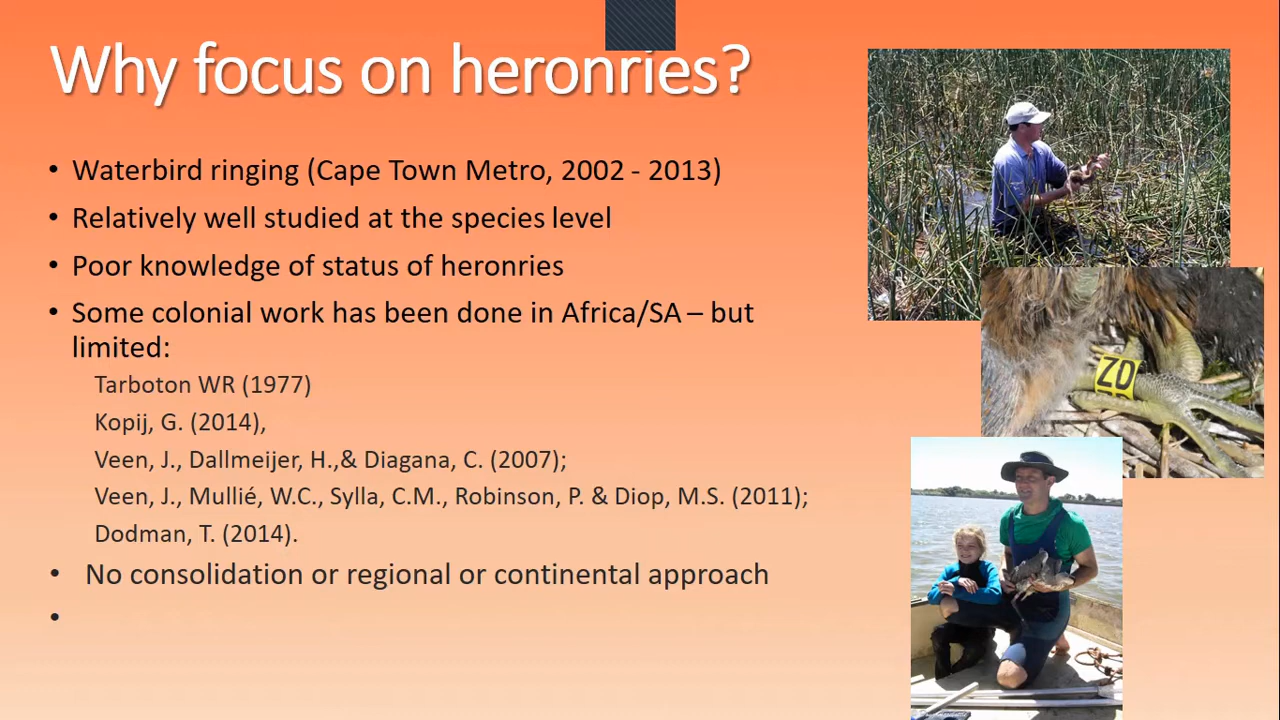 Why focus on heronries?
• Waterbird ringing (Cape Town Metro, 2002 - 2013)
• Relatively well studied at the species level
• Poor knowledge of status of heronries
• Some colonial work has been done in Africa/SA – but
limited:
Tarboton WR (1977)
Kopij, G. (2014),
Veen, J., Dallmeijer, H.,& Diagana, C. (2007);
Veen, J., Mullié, W.C., Sylla, C.M., Robinson, P. & Diop, M.S. (2011);
Dodman, T. (2014).
• No consolidation or regional or continental approach
•
ZD